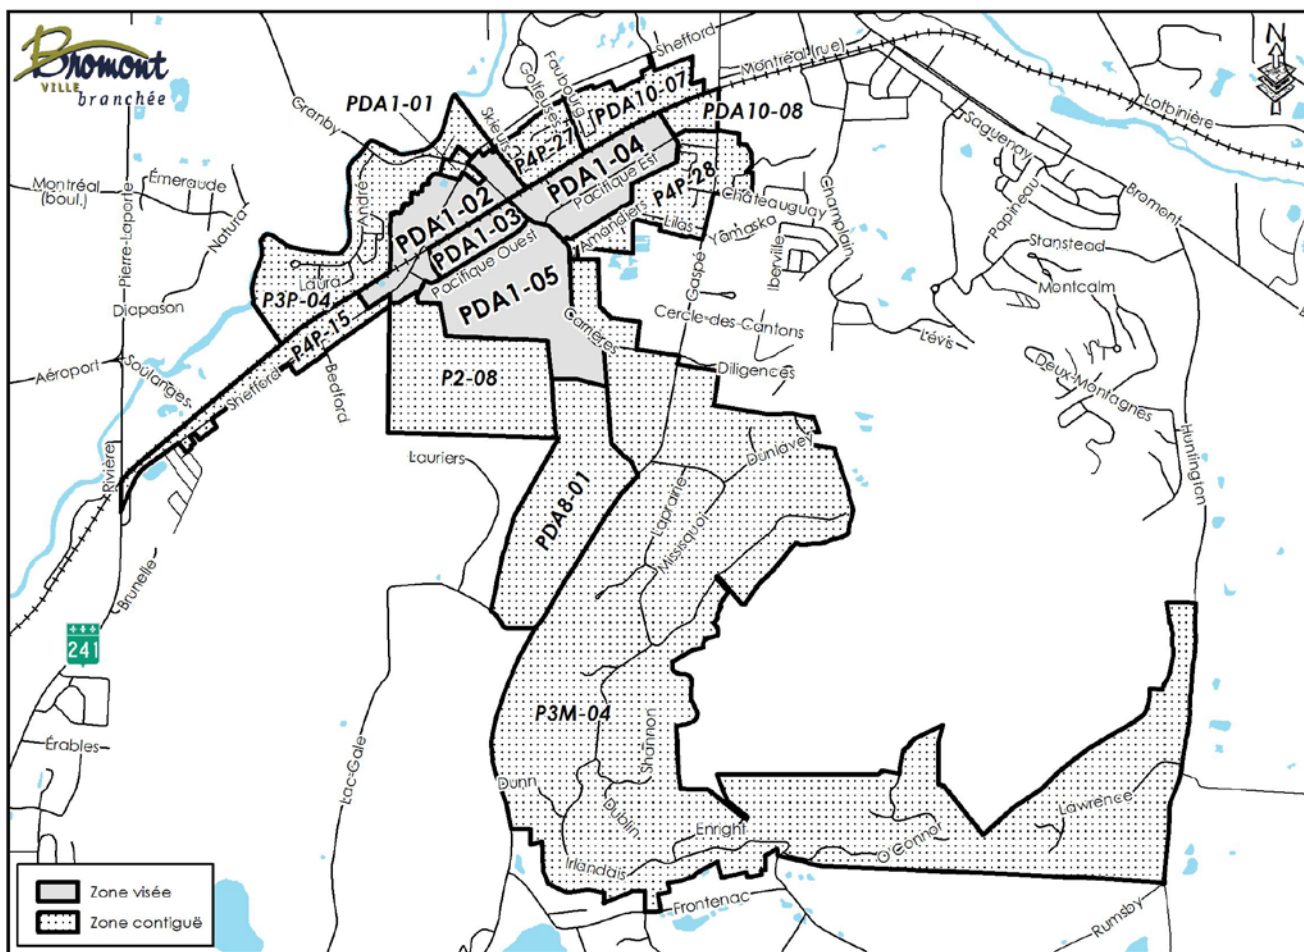 Bromont
VILLE
branchée
N
Shefford
Montréal (rue)
Lotbinière
Faubourg
Golfeurs
Skieurs
PDA10-07
PDA10-08
PDA1-01
Granby
P4P-27
Saguenay
Bromont
PDA1-04
Pacifique Est
P4P-28
Montréal
(boul.)
Émeraude
Pierre-Laporte
Natura
André
PDA1-02
PDA1-03
Pacifique Ouest
Amandiers
Lilas
Châteauguay
Yamaska
Champlain
Papineau
Stanstead
Montcalm
Iberville
Gaspé
Laura
P3P-04
Diapason
PDA1-05
P4P-15
Carrières
Cercle-des-Cantons
Lévis
Aéroport
Soulanges
Shefford
Bedford
P2-08
Diligences
Deux-Montagnes
Huntington
Rivière
Lauriers
Dunlavey
PDA8-01
Laprairie
Missisquoi
Brunelle
241
Érables
Lac-Gale
P3M-04
Shannon
Dunn
Dublin
Enright
Irlandais
O'Connor
Lawrence
Frontenac
Rumsby
Zone visée
Zone contiguë